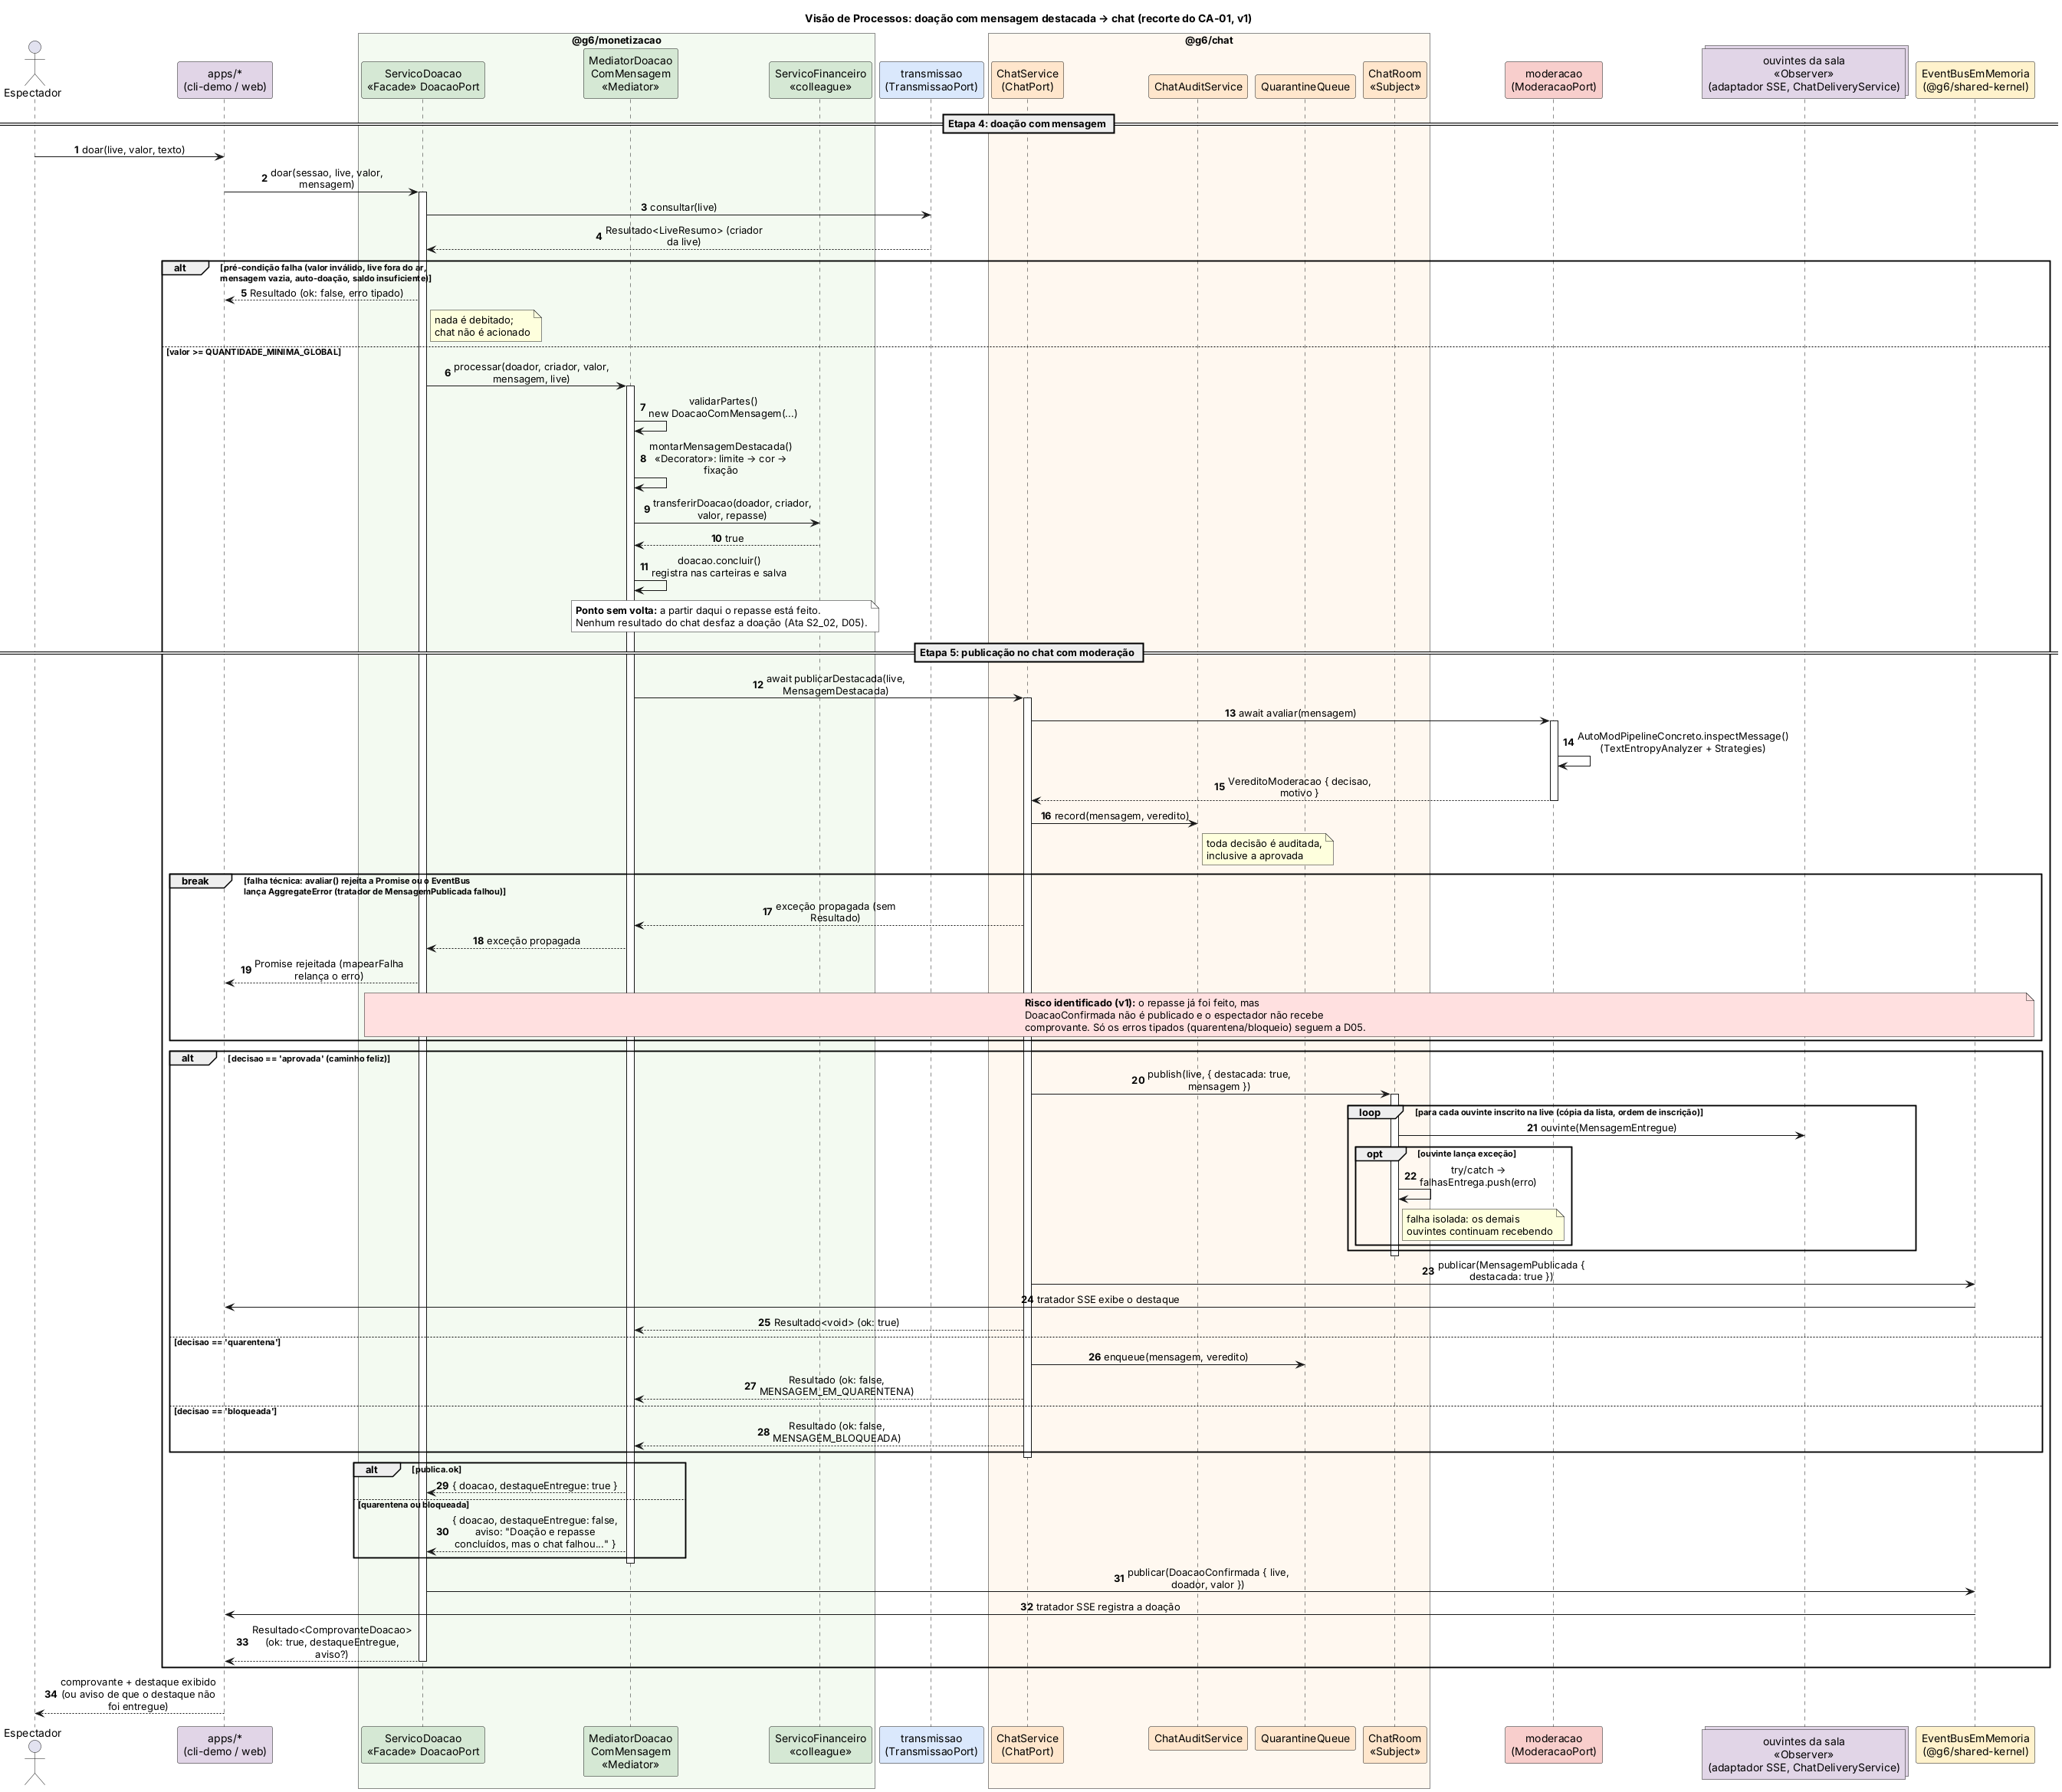 Visão de Processos: doação com mensagem destacada → chat (recorte do CA-01, v1)
@g6/monetizacao
@g6/chat
Espectador
apps/*
(cli-demo / web)
ServicoDoacao
«Facade» DoacaoPort
MediatorDoacao
ComMensagem
«Mediator»
ServicoFinanceiro
«colleague»
transmissao
(TransmissaoPort)
ChatService
(ChatPort)
ChatAuditService
QuarantineQueue
ChatRoom
«Subject»
moderacao
(ModeracaoPort)
ouvintes da sala
«Observer»
(adaptador SSE, ChatDeliveryService)
EventBusEmMemoria
(@g6/shared-kernel)
Etapa 4: doação com mensagem
1 doar(live, valor, texto)
2 doar(sessao, live, valor,
mensagem)
3 consultar(live)
4 Resultado<LiveResumo> (criador
da live)
alt [pré-condição falha (valor inválido, live fora do ar,
mensagem vazia, auto-doação, saldo insuficiente)]
5 Resultado (ok: false, erro tipado)
nada é debitado;
chat não é acionado
[valor >= QUANTIDADE_MINIMA_GLOBAL]
6 processar(doador, criador, valor,
mensagem, live)
7 validarPartes()
new DoacaoComMensagem(...)
8 montarMensagemDestacada()
«Decorator»: limite → cor →
fixação
9 transferirDoacao(doador, criador,
valor, repasse)
10 true
11 doacao.concluir()
registra nas carteiras e salva
Ponto sem volta: a partir daqui o repasse está feito.
Nenhum resultado do chat desfaz a doação (Ata S2_02, D05).
Etapa 5: publicação no chat com moderação
12 await publicarDestacada(live,
MensagemDestacada)
13 await avaliar(mensagem)
14 AutoModPipelineConcreto.inspectMessage()
(TextEntropyAnalyzer + Strategies)
15 VereditoModeracao { decisao,
motivo }
16 record(mensagem, veredito)
toda decisão é auditada,
inclusive a aprovada
break [falha técnica: avaliar() rejeita a Promise ou o EventBus
lança AggregateError (tratador de MensagemPublicada falhou)]
17 exceção propagada (sem
Resultado)
18 exceção propagada
19 Promise rejeitada (mapearFalha
relança o erro)
Risco identificado (v1): o repasse já foi feito, mas
DoacaoConfirmada não é publicado e o espectador não recebe
comprovante. Só os erros tipados (quarentena/bloqueio) seguem a D05.
alt [decisao == 'aprovada' (caminho feliz)]
20 publish(live, { destacada: true,
mensagem })
loop [para cada ouvinte inscrito na live (cópia da lista, ordem de inscrição)]
21 ouvinte(MensagemEntregue)
opt [ouvinte lança exceção]
22 try/catch →
falhasEntrega.push(erro)
falha isolada: os demais
ouvintes continuam recebendo
23 publicar(MensagemPublicada {
destacada: true })
24 tratador SSE exibe o destaque
25 Resultado<void> (ok: true)
[decisao == 'quarentena']
26 enqueue(mensagem, veredito)
27 Resultado (ok: false,
MENSAGEM_EM_QUARENTENA)
[decisao == 'bloqueada']
28 Resultado (ok: false,
MENSAGEM_BLOQUEADA)
alt [publica.ok]
29 { doacao, destaqueEntregue: true }
[quarentena ou bloqueada]
30 { doacao, destaqueEntregue: false,
aviso: "Doação e repasse
concluídos, mas o chat falhou..." }
31 publicar(DoacaoConfirmada { live,
doador, valor })
32 tratador SSE registra a doação
33 Resultado<ComprovanteDoacao>
(ok: true, destaqueEntregue,
aviso?)
34 comprovante + destaque exibido
(ou aviso de que o destaque não
foi entregue)
Espectador
apps/*
(cli-demo / web)
ServicoDoacao
«Facade» DoacaoPort
MediatorDoacao
ComMensagem
«Mediator»
ServicoFinanceiro
«colleague»
transmissao
(TransmissaoPort)
ChatService
(ChatPort)
ChatAuditService
QuarantineQueue
ChatRoom
«Subject»
moderacao
(ModeracaoPort)
ouvintes da sala
«Observer»
(adaptador SSE, ChatDeliveryService)
EventBusEmMemoria
(@g6/shared-kernel)